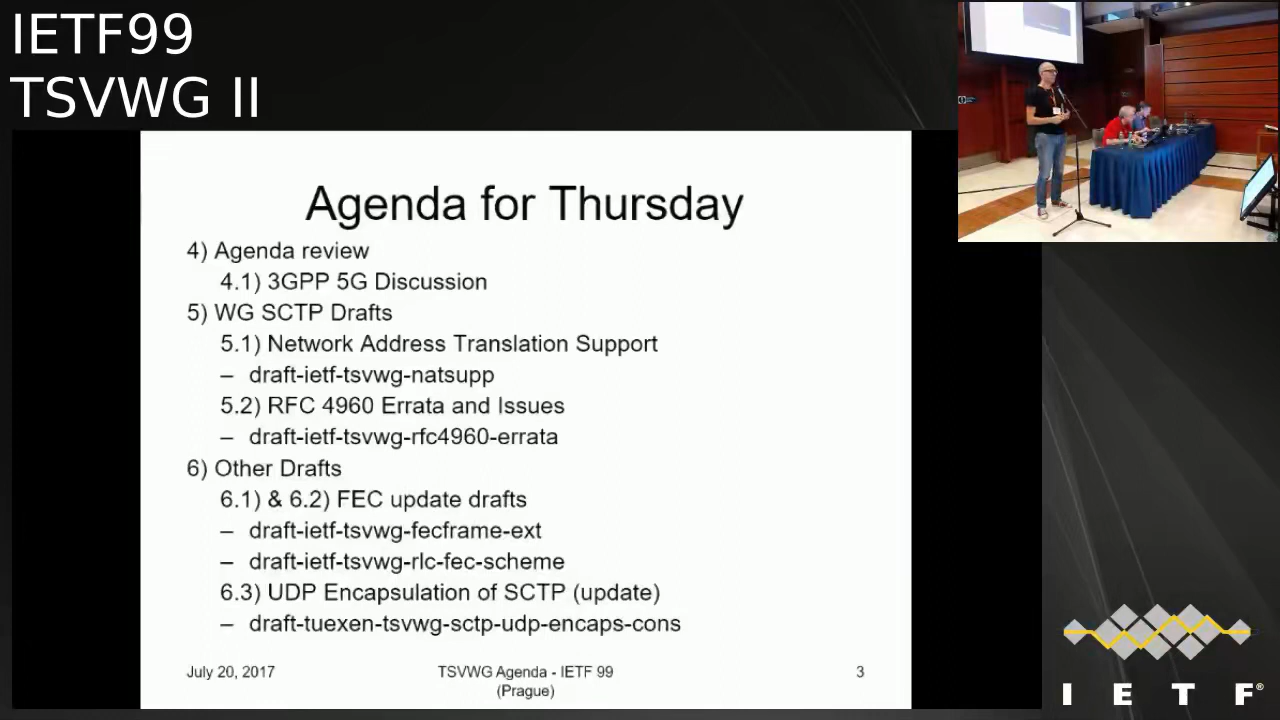 IETF99
TSVWG II
Agenda for Thursday
4) Agenda review
4.1) 3GPP 5G Discussion
5) WG SCTP Drafts
5.1) Network Address Translation Support
– draft-ietf-tsvwg-natsupp
5.2) RFC 4960 Errata and Issues
– draft-ietf-tsvwg-rfc4960-errata
6) Other Drafts
6.1) & 6.2) FEC update drafts
– draft-ietf-tsvwg-fecframe-ext
– draft-ietf-tsvwg-rlc-fec-scheme
6.3) UDP Encapsulation of SCTP (update)
– draft-tuexen-tsvwg-sctp-udp-encaps-cons
July 20, 2017
TSVWG Agenda - IETF 99
(Prague)
3
I E T F®